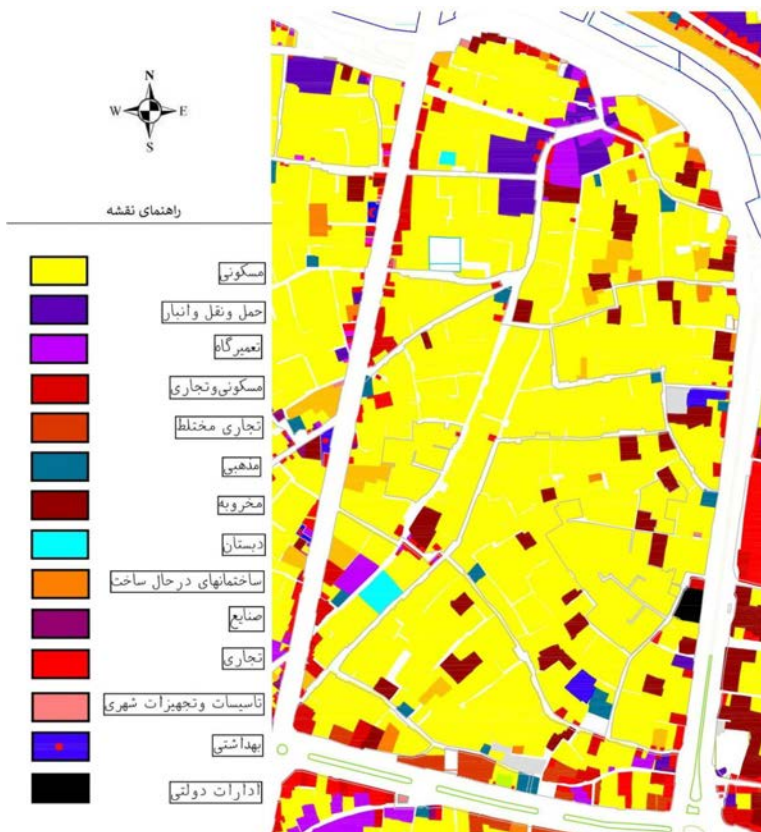 N
W E
S
راهنمای نقشه
مسکونی
حمل ونقل وانبار
تعمیرگاه
مسکونی‌وتجاری
تجاری مختلط
مذهبی
مخروبه
دبستان
ساختمانهای درحال ساخت
صنایع
تجاری
تاسیسات وتجهیزات شهری
بهداشتی
ادارات دولتی